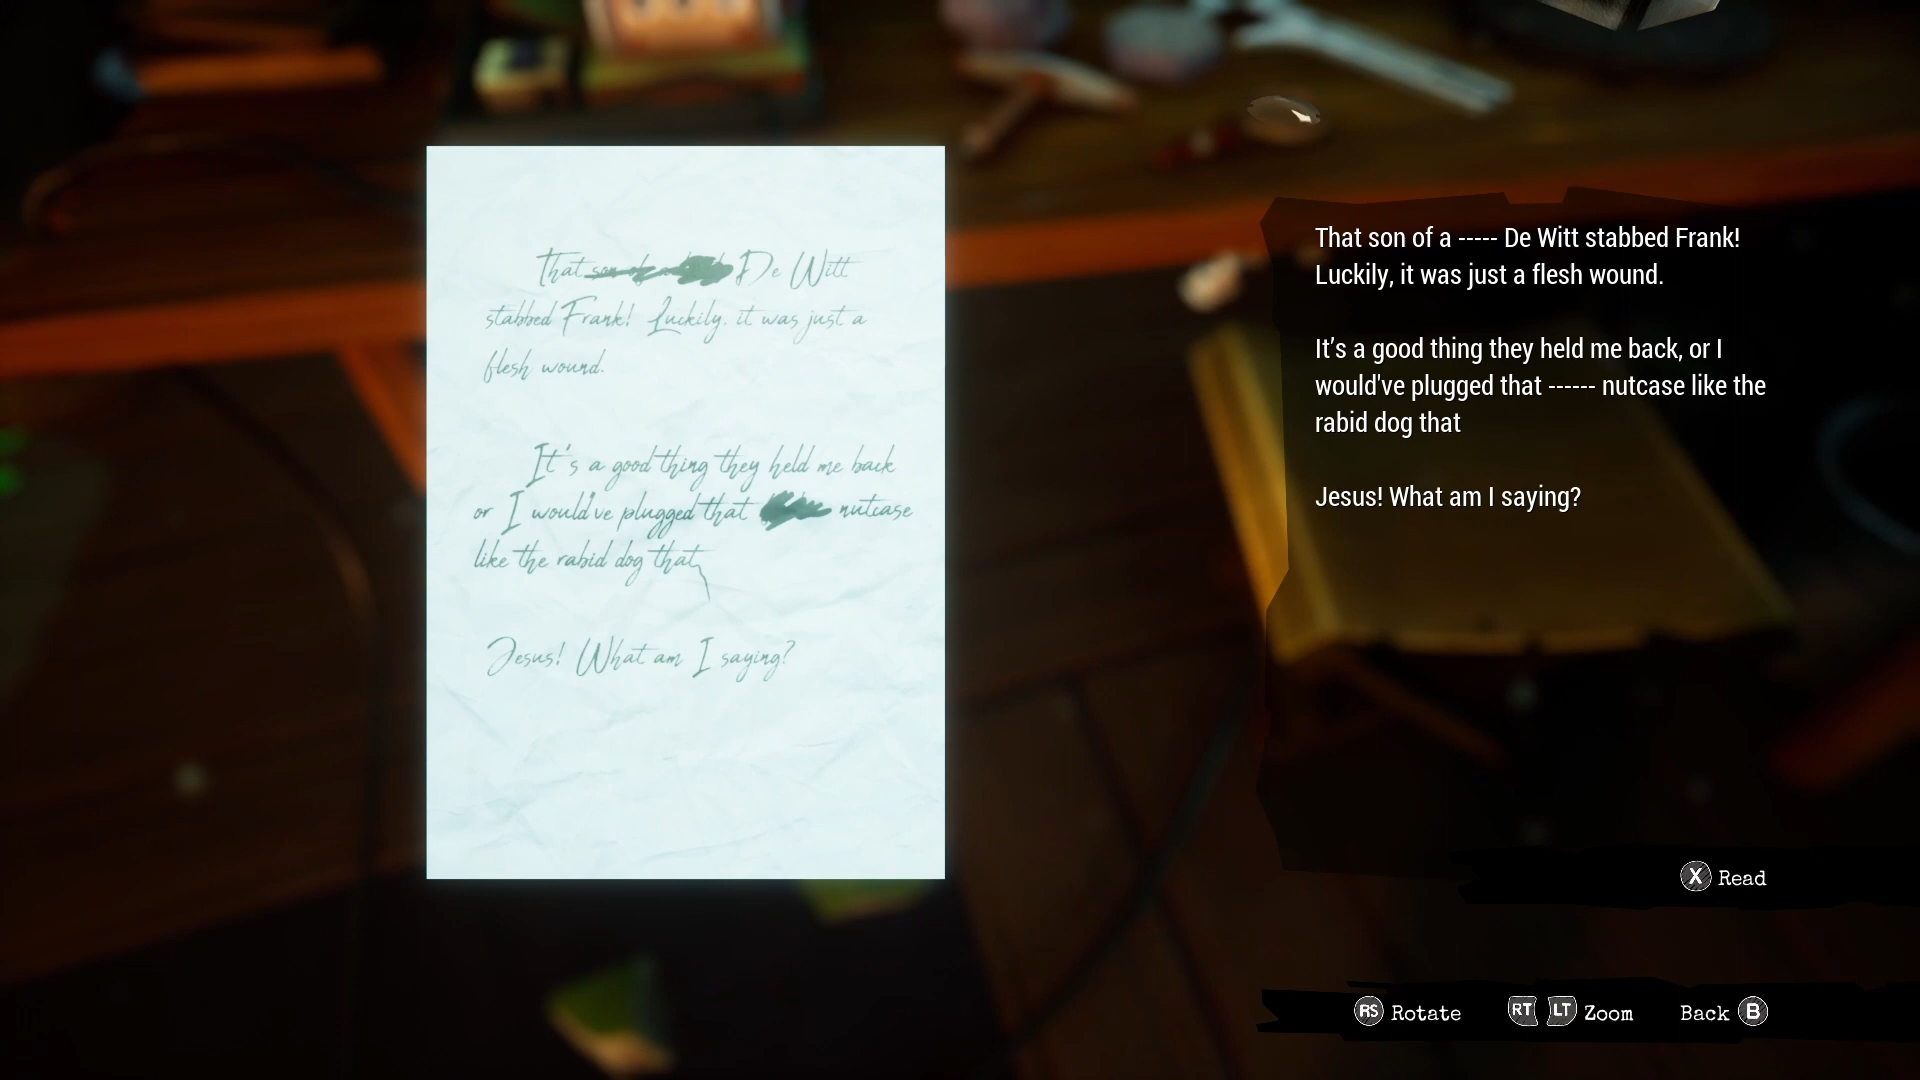 That son of a De Witt
stabbed Frank! Luckily, it was just a
flesh wound.
It's a good thing they held me back
or I would've plugged that nutcase
like the rabid dog that
Jesus! What am I saying?
That son of a ----- De Witt stabbed Frank!
Luckily, it was just a flesh wound.
It’s a good thing they held me back, or I
would've plugged that ------ nutcase like the
rabid dog that
Jesus! What am I saying?
X Read
RS Rotate
RT LT Zoom
Back B